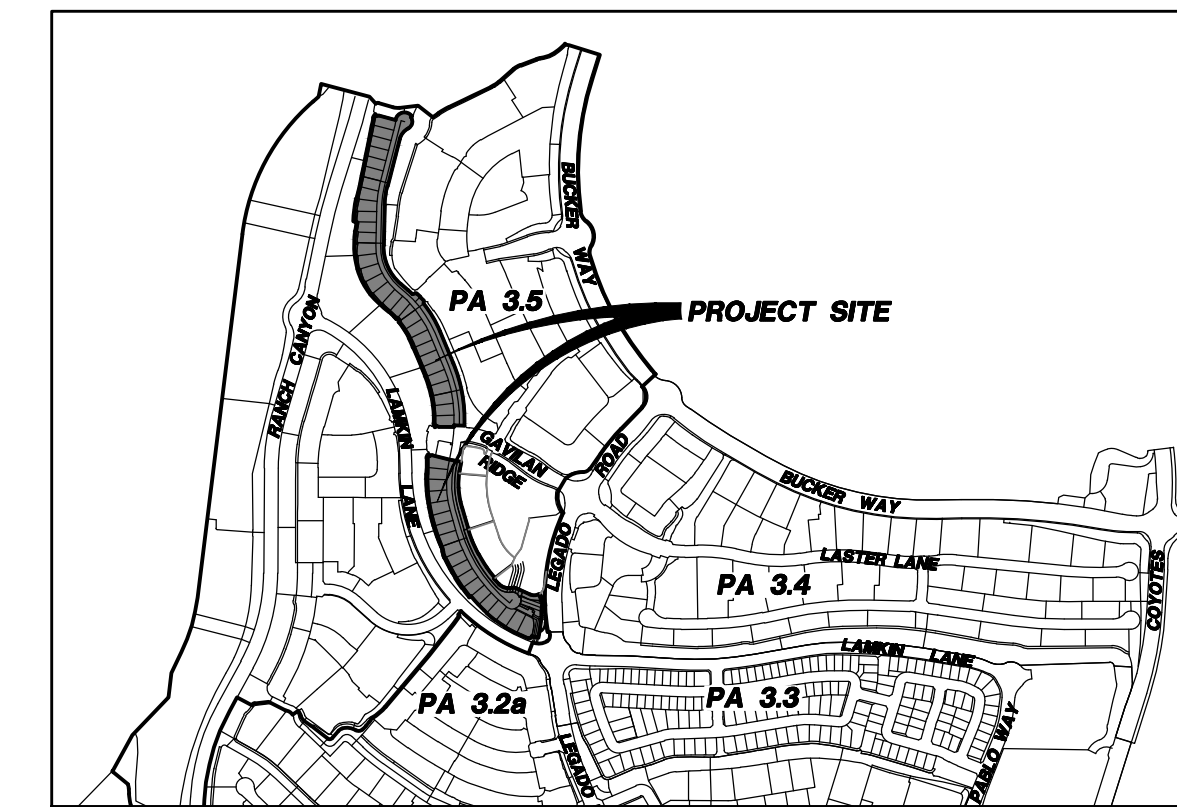 BUCKER WAY
PA 3.5
PROJECT SITE
RANCH CANYON
LAMKIN LANE
GAVILAN
RIDGE
ROAD
LEGADO
BUCKER WAY
LASTER LANE
PA 3.4
COYOTES
LAMKIN LANE
PA 3.2a
PA 3.3
LEGADO
PABLO WAY